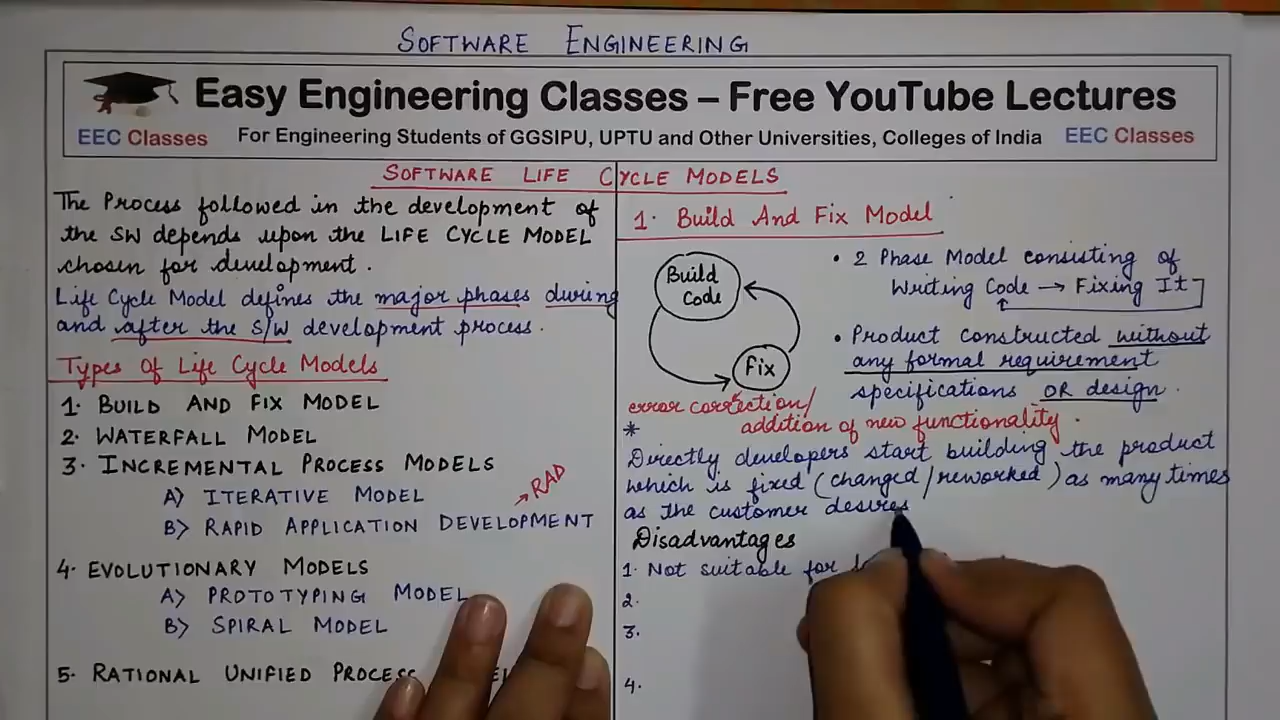 SOFTWARE ENGINEERING
Easy Engineering Classes – Free YouTube Lectures
EEC Classes For Engineering Students of GGSIPU, UPTU and Other Universities, Colleges of India EEC Classes
SOFTWARE LIFE CYCLE MODELS
The Process followed in the development of
the SW depends upon the LIFE CYCLE MODEL
chosen for development.
Life Cycle Model defines the major phases during
and after the S/W development process.
Types Of Life Cycle Models
1. BUILD AND FIX MODEL
2. WATERFALL MODEL
3. INCREMENTAL PROCESS MODELS
A) ITERATIVE MODEL
→ RAD
B) RAPID APPLICATION DEVELOPMENT
4. EVOLUTIONARY MODELS
A) PROTOTYPING MODEL
B) SPIRAL MODEL
5. RATIONAL UNIFIED PROCESS
1. Build And Fix Model
Build
Code
Fix
• 2 Phase Model consisting of
Writing Code → Fixing It
• Product constructed without
any formal requirement
specifications OR design.
error correction/
addition of new functionality.
*
Directly developers start building the product
which is fixed (changed/reworked) as many times
as the customer desires
Disadvantages
1. Not suitable for
2.
3.
4.